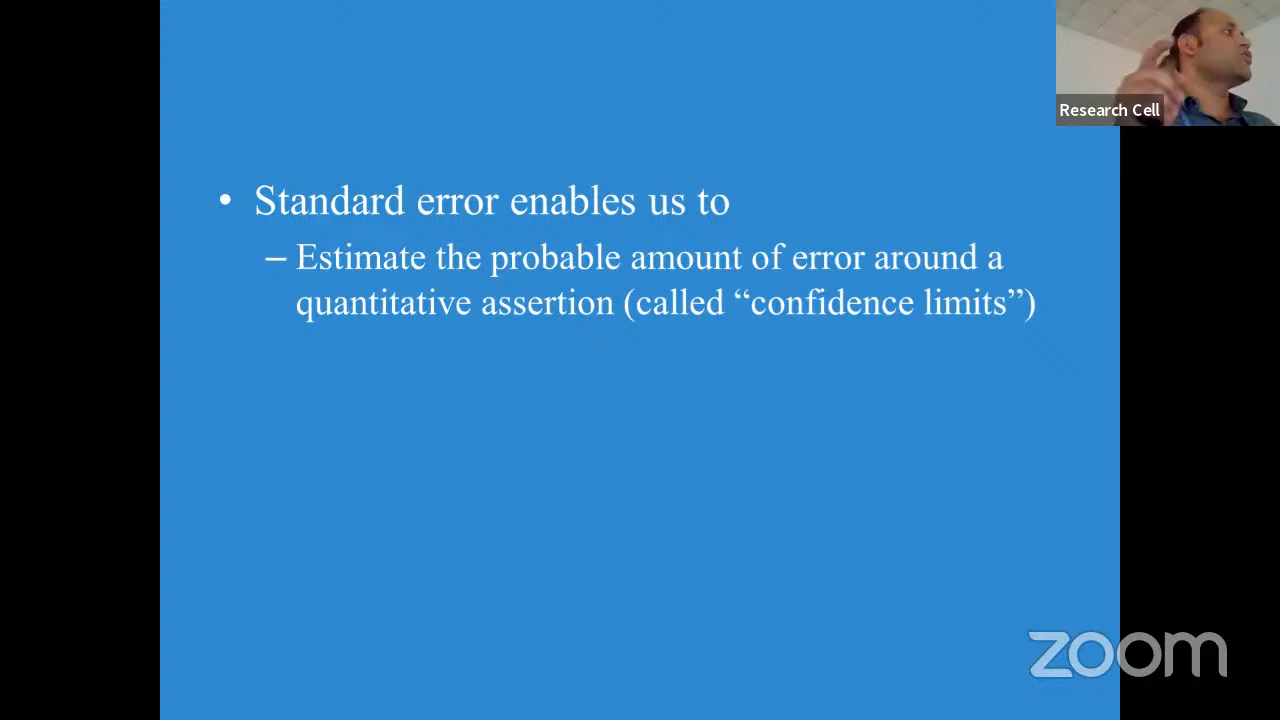 Research Cell
• Standard error enables us to
– Estimate the probable amount of error around a
quantitative assertion (called “confidence limits”)
zoom